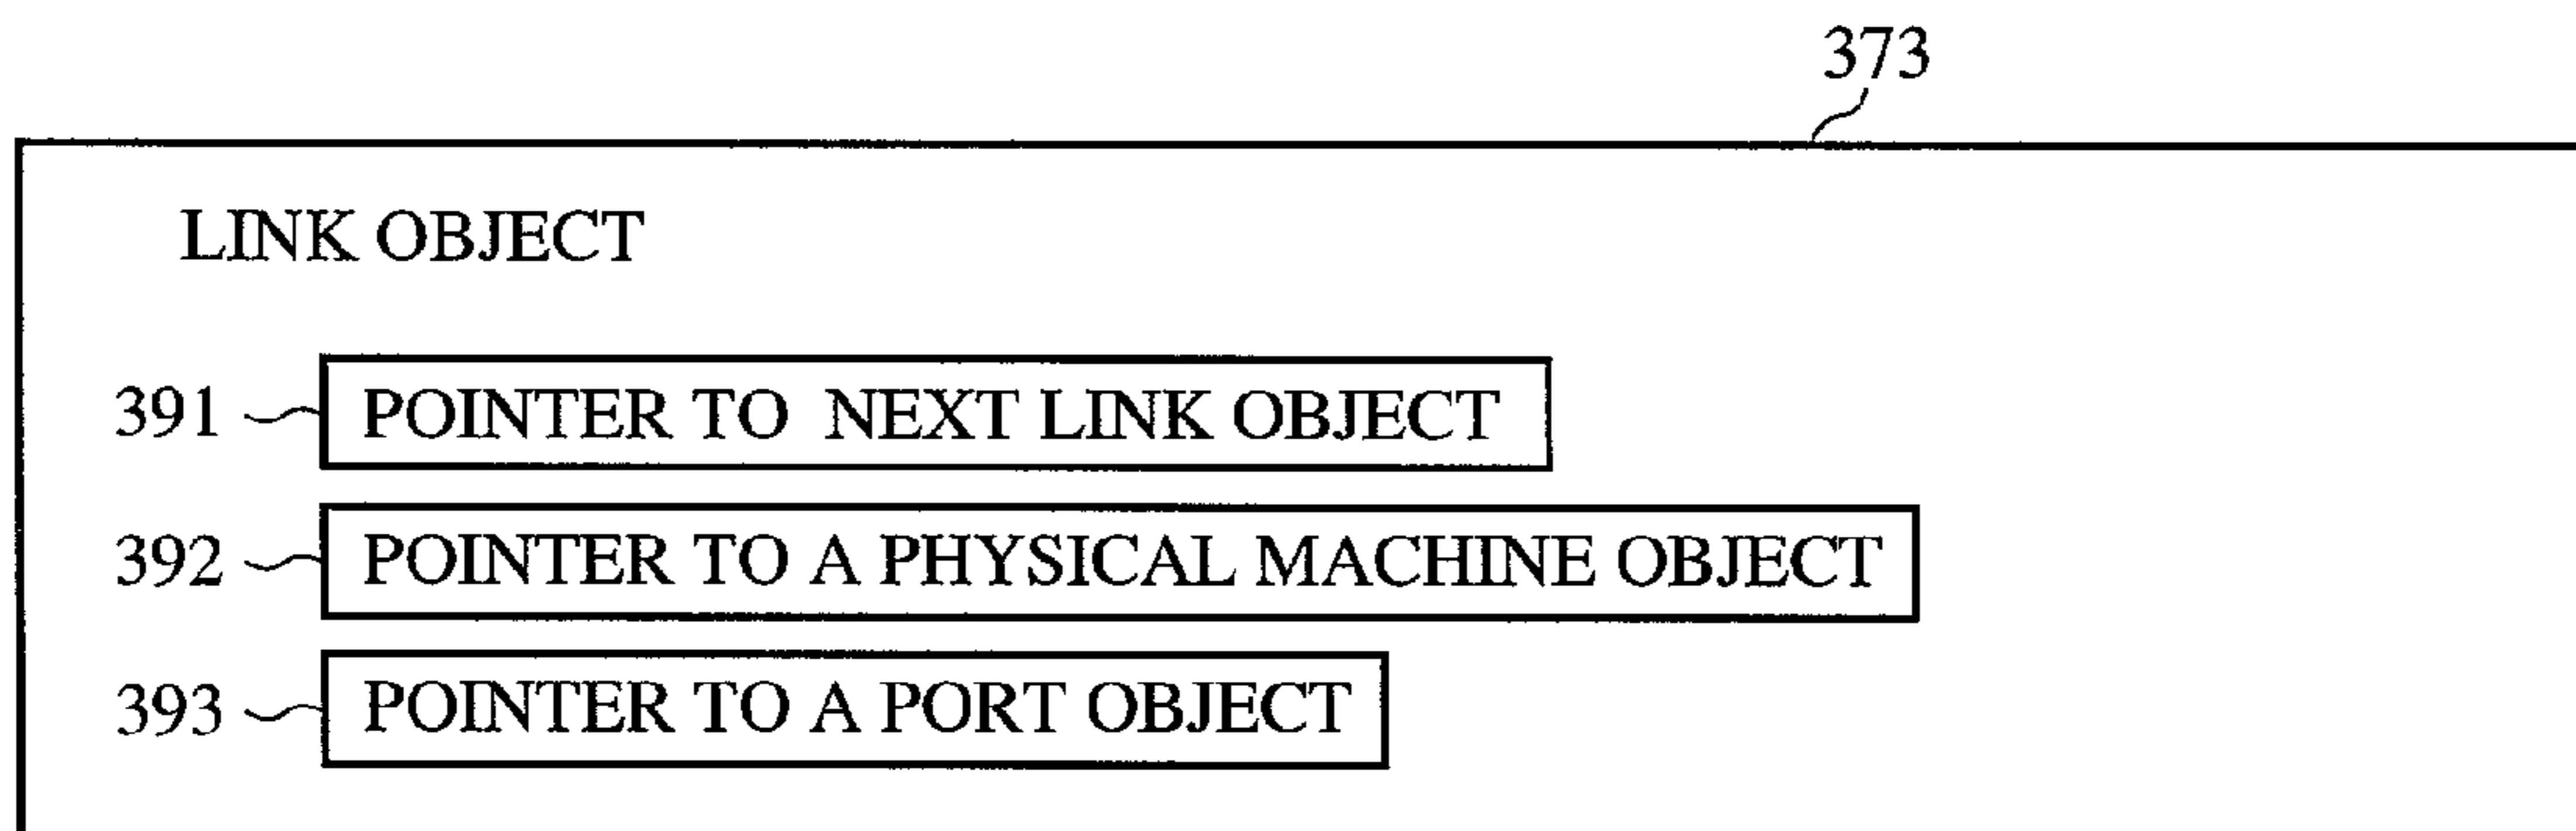 373
LINK OBJECT
391 POINTER TO NEXT LINK OBJECT
392 POINTER TO A PHYSICAL MACHINE OBJECT
393 POINTER TO A PORT OBJECT